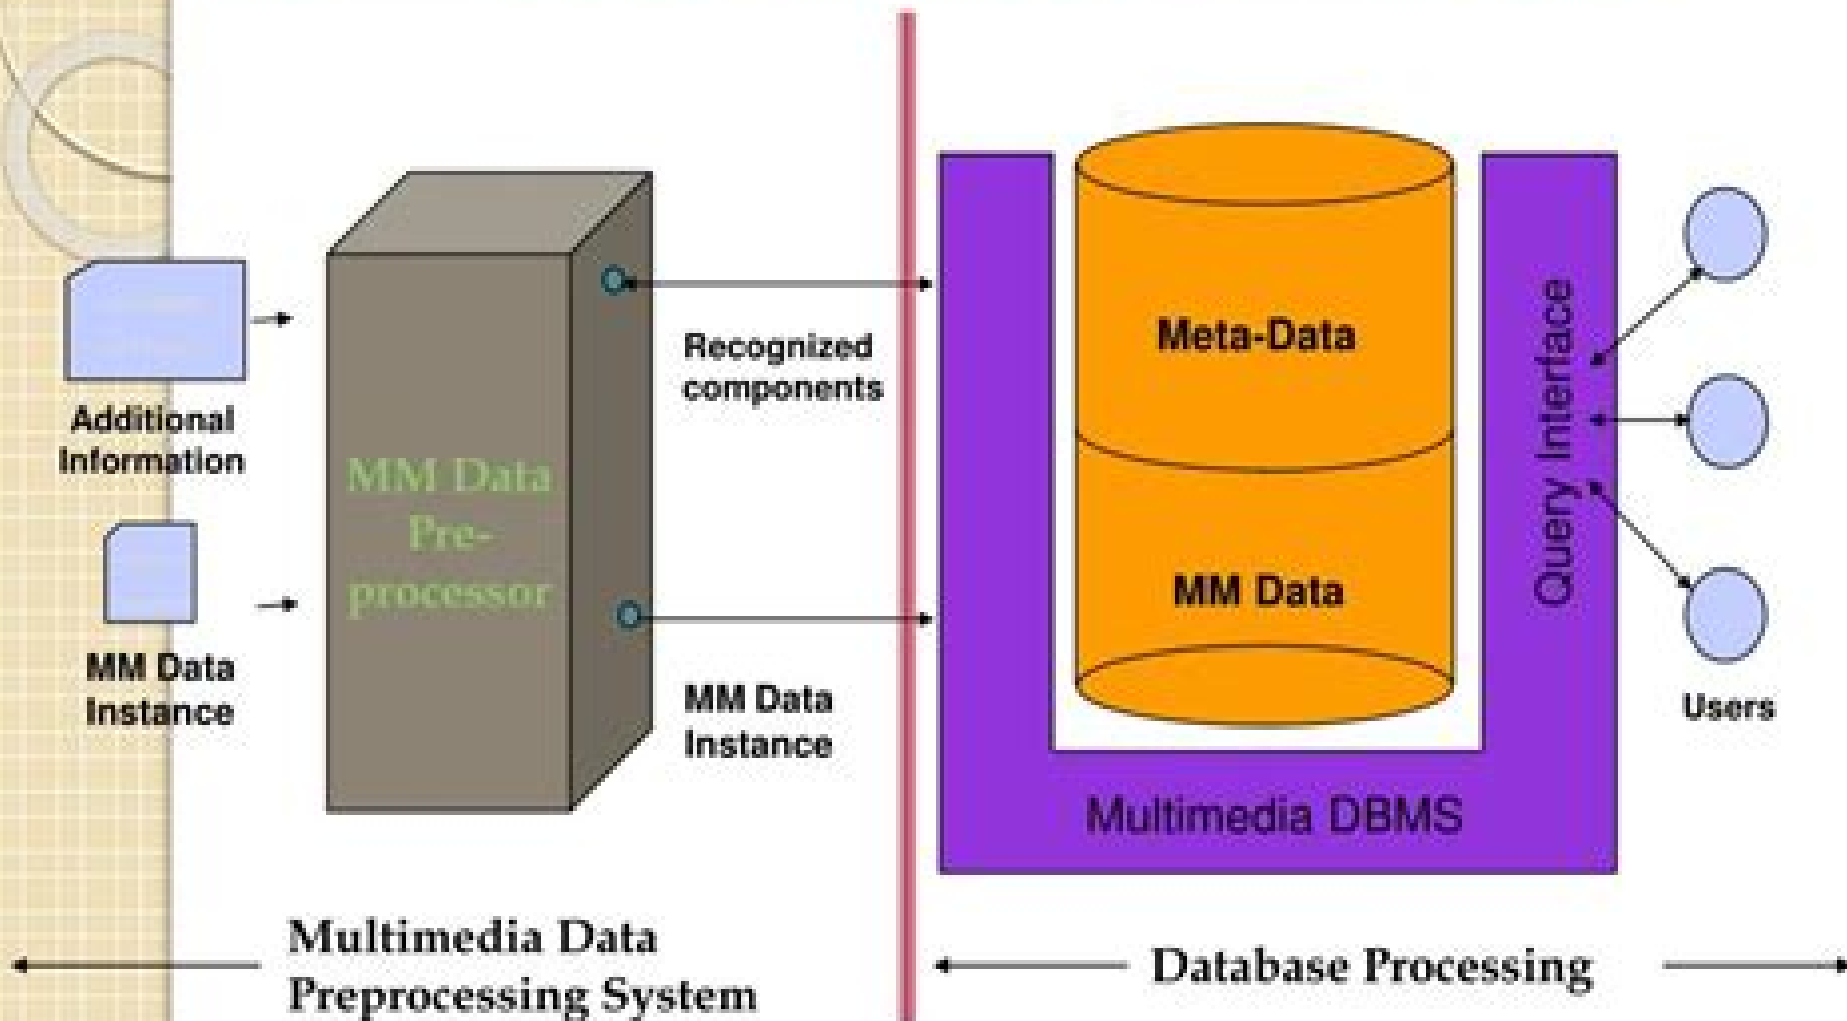 Additional
Information
MM Data
Instance
MM Data
Pre-
processor
Recognized
components
MM Data
Instance
Meta-Data
MM Data
Query Interface
Multimedia DBMS
Users
Multimedia Data
Preprocessing System
Database Processing